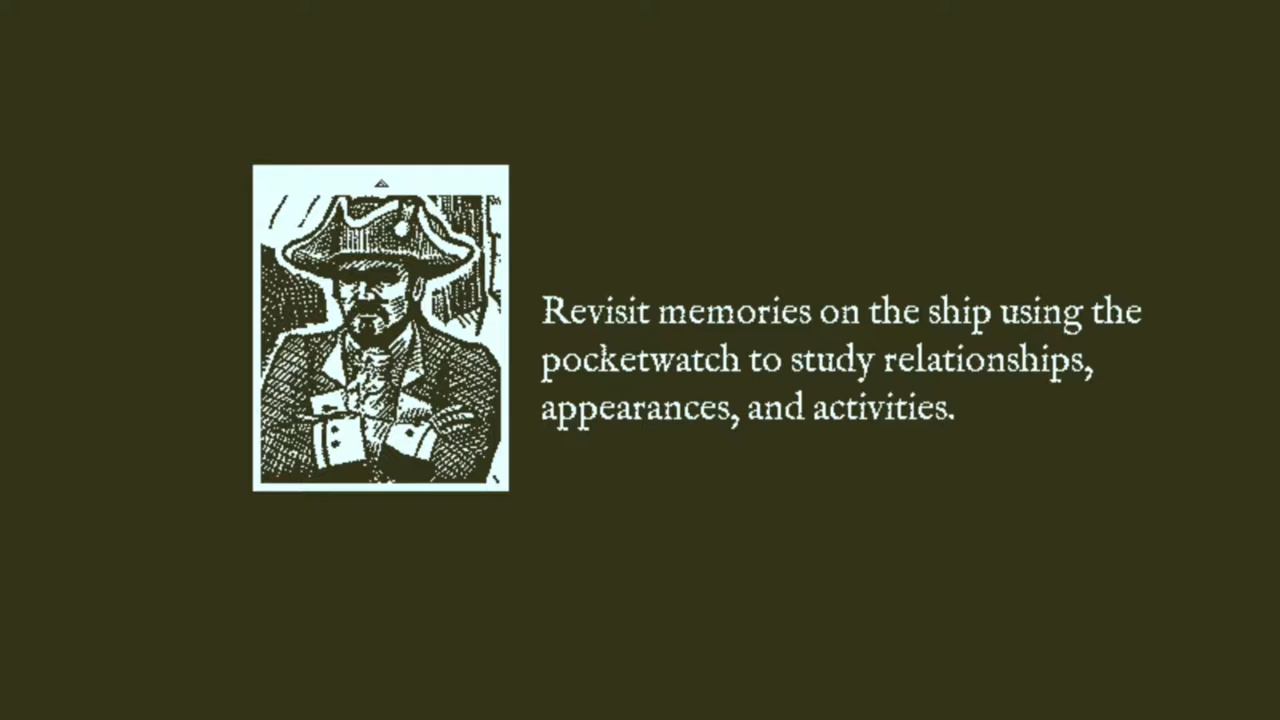 Revisit memories on the ship using the
pocketwatch to study relationships,
appearances, and activities.